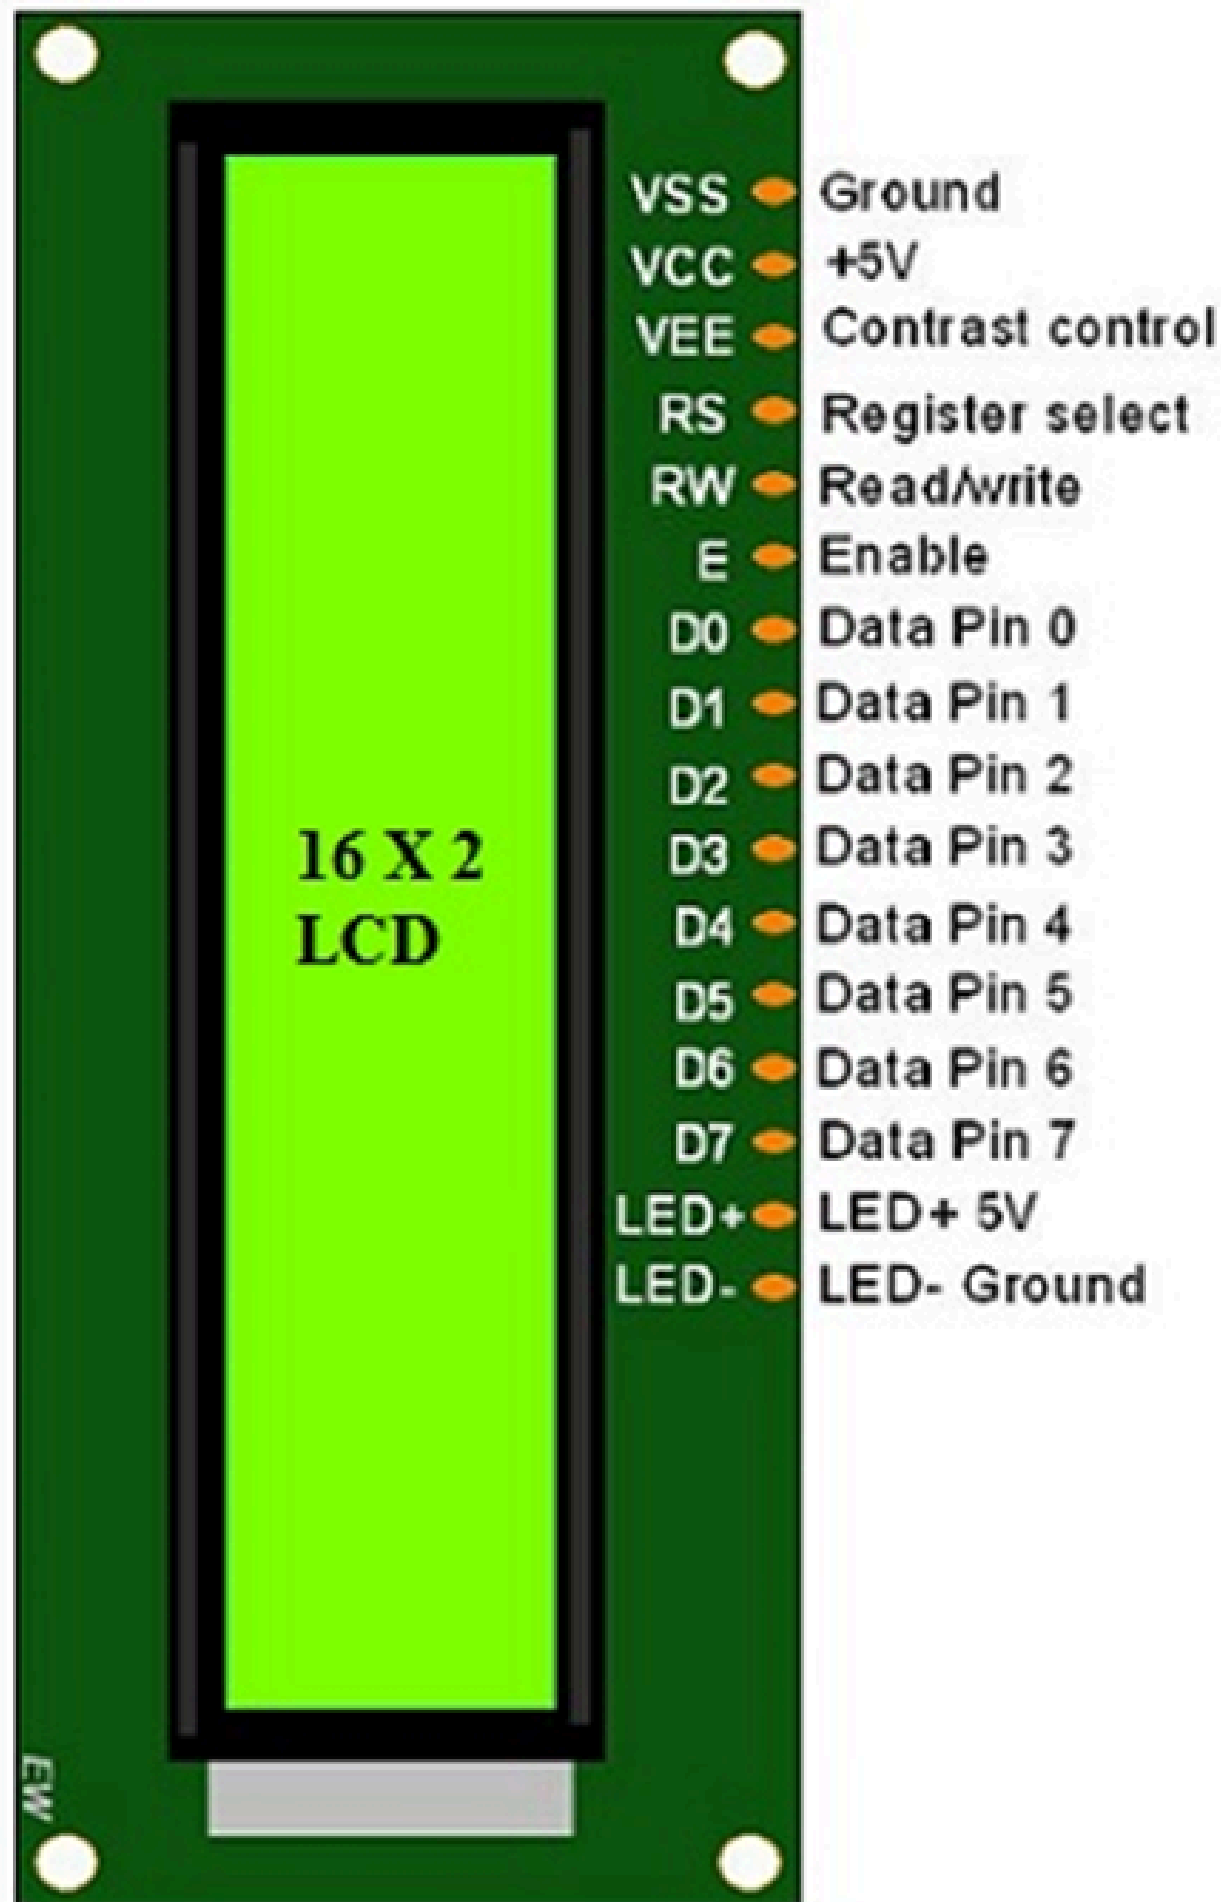 VSS Ground
VCC +5V
VEE Contrast control
RS Register select
RW Read/write
E Enable
D0 Data Pin 0
D1 Data Pin 1
D2 Data Pin 2
D3 Data Pin 3
D4 Data Pin 4
D5 Data Pin 5
D6 Data Pin 6
D7 Data Pin 7
LED+ LED+ 5V
LED- LED- Ground
16 X 2
LCD
EW